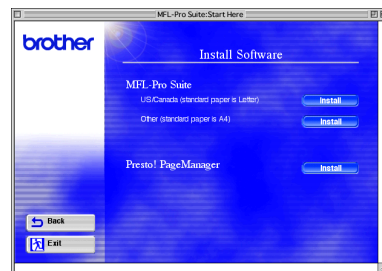 MFL-Pro Suite:Start Here
brother
Install Software
MFL-Pro Suite
US/Canada (standard paper is Letter)
Install
Other (standard paper is A4)
Install
Presto! PageManager
Install
Back
Exit